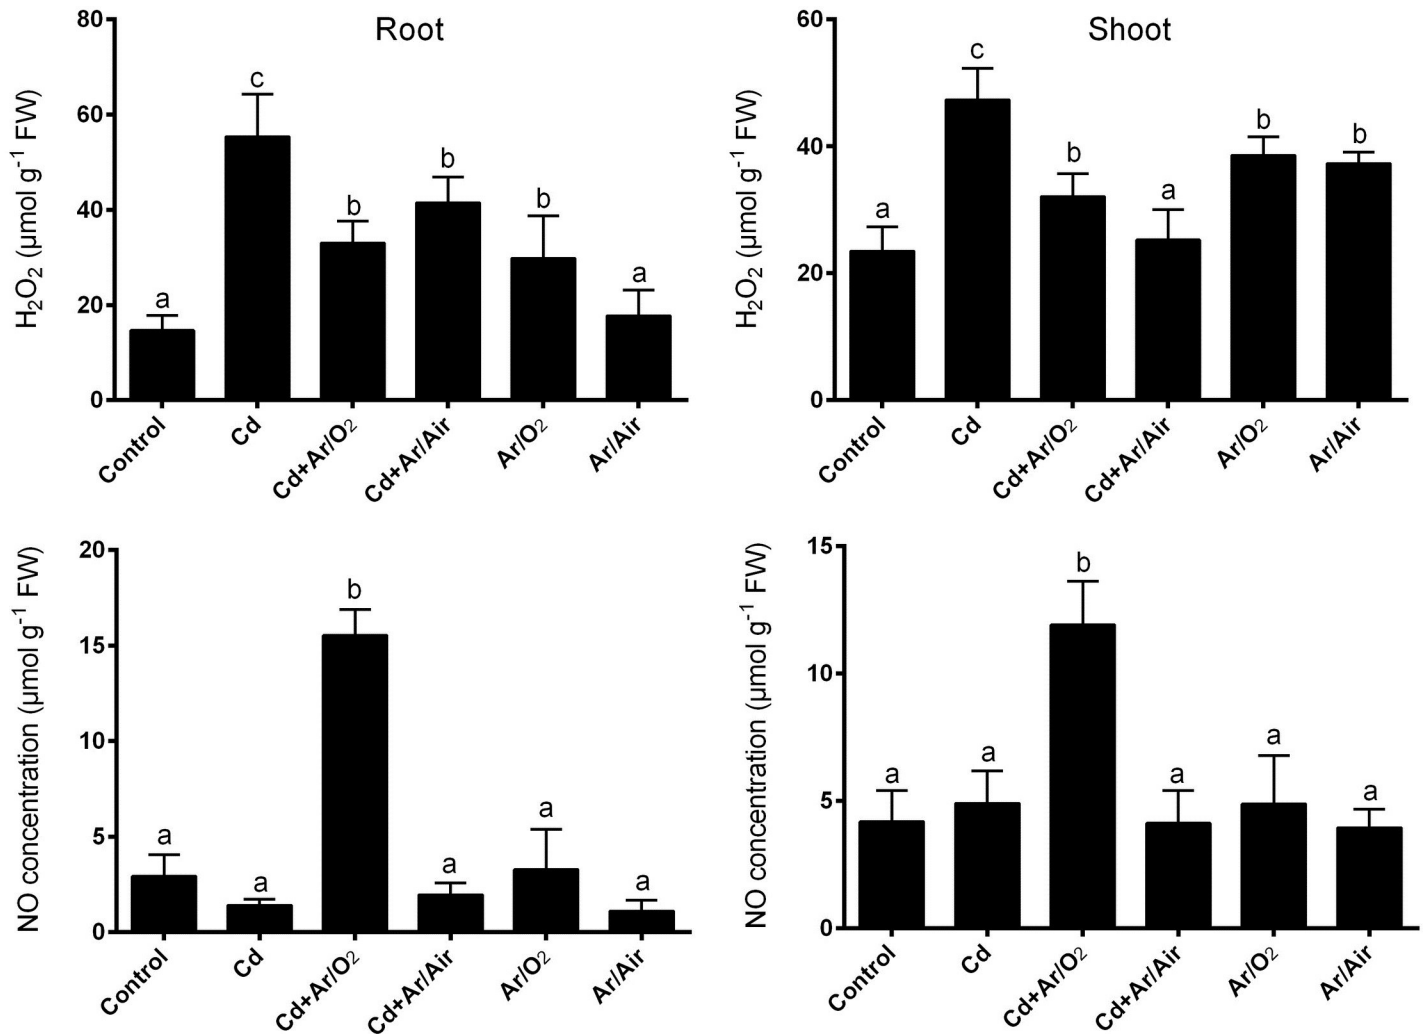 Root
H₂O₂ (µmol g⁻¹ FW)
80
60
40
20
0
a
c
b
b
b
a
Control
Cd
Cd+Ar/O₂
Cd+Ar/Air
Ar/O₂
Ar/Air
Shoot
H₂O₂ (µmol g⁻¹ FW)
60
40
20
0
a
c
b
a
b
b
Control
Cd
Cd+Ar/O₂
Cd+Ar/Air
Ar/O₂
Ar/Air
NO concentration (µmol g⁻¹ FW)
20
15
10
5
0
a
a
b
a
a
a
Control
Cd
Cd+Ar/O₂
Cd+Ar/Air
Ar/O₂
Ar/Air
NO concentration (µmol g⁻¹ FW)
15
10
5
0
a
a
b
a
a
a
Control
Cd
Cd+Ar/O₂
Cd+Ar/Air
Ar/O₂
Ar/Air